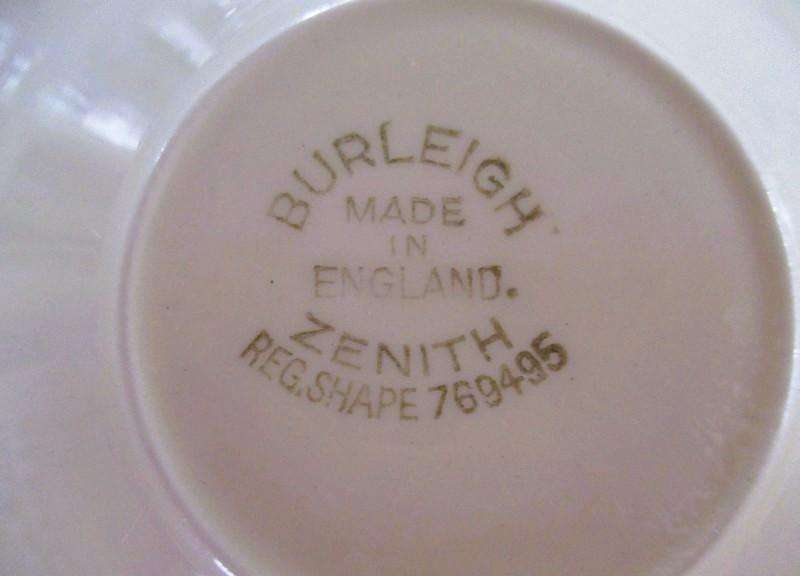 BURLEIGH
MADE
IN
ENGLAND.
ZENITH
REG.SHAPE 769495